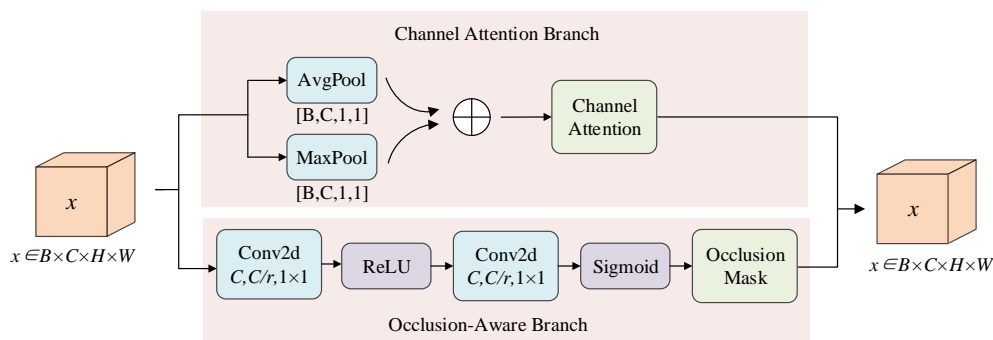 Channel Attention Branch
AvgPool
[B,C,1,1]
MaxPool
[B,C,1,1]
Channel
Attention
x
x ∈B×C×H×W
x
x ∈B×C×H×W
Conv2d
C,C/r,1×1
ReLU
Conv2d
C,C/r,1×1
Sigmoid
Occlusion
Mask
Occlusion-Aware Branch